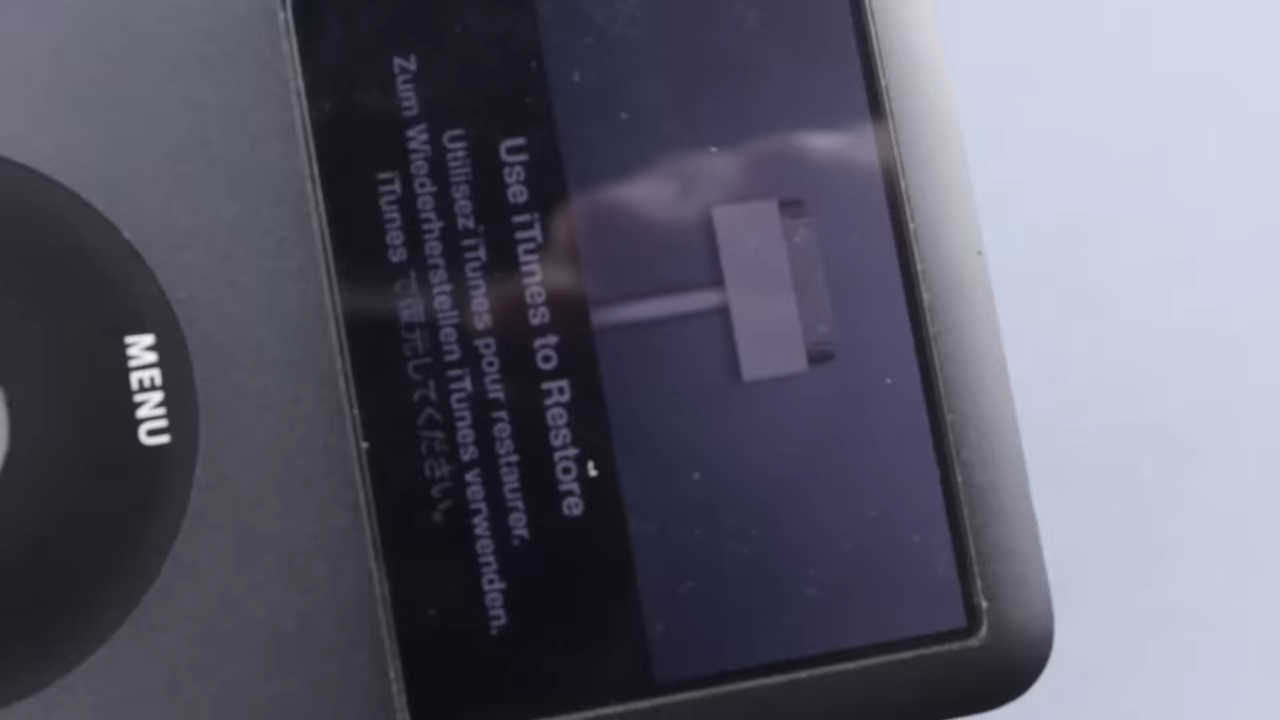 Use iTunes to Restore
Utilisez iTunes pour restaurer.
Zum Wiederherstellen iTunes verwenden.
iTunes で復元してください。
MENU